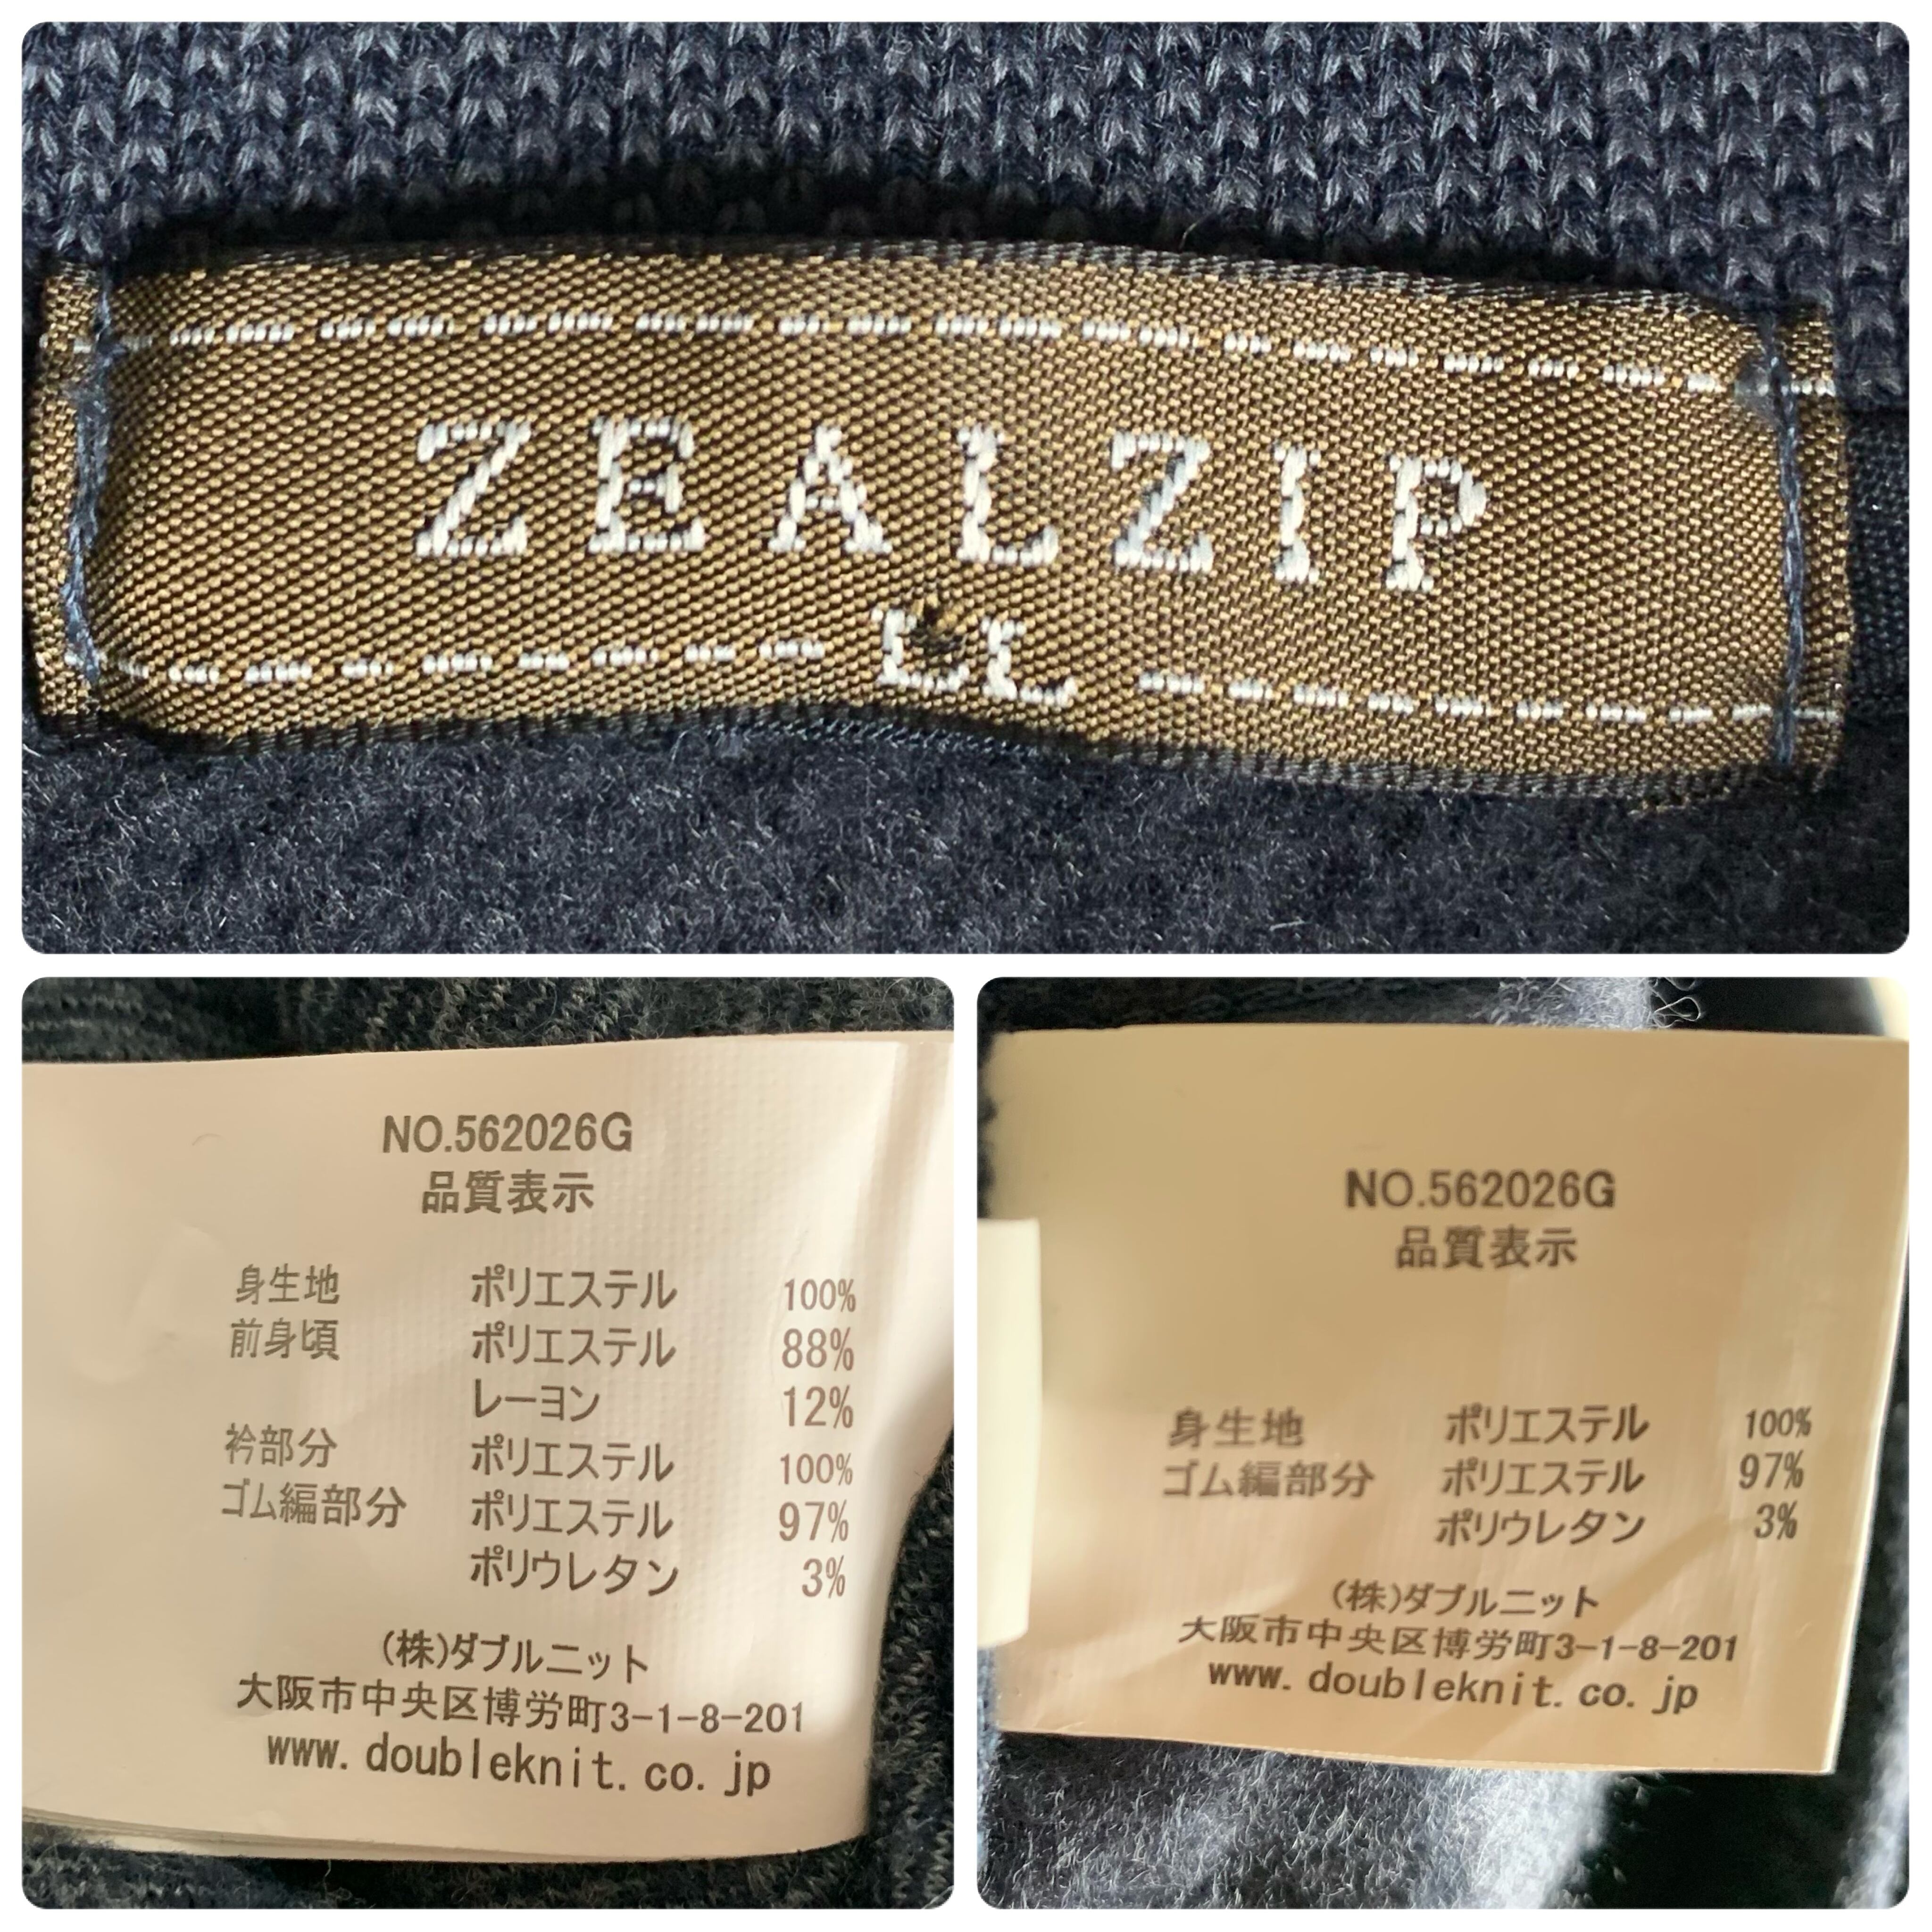 ZEALZIP
LL
NO.562026G
品質表示
身生地 ポリエステル 100%
前身頃 ポリエステル 88%
レーヨン 12%
衿部分 ポリエステル 100%
ゴム編部分 ポリエステル 97%
ポリウレタン 3%
(株)ダブルニット
大阪市中央区博労町3-1-8-201
www.doubleknit.co.jp
NO.562026G
品質表示
身生地 ポリエステル 100%
ゴム編部分 ポリエステル 97%
ポリウレタン 3%
(株)ダブルニット
大阪市中央区博労町3-1-8-201
www.doubleknit.co.jp